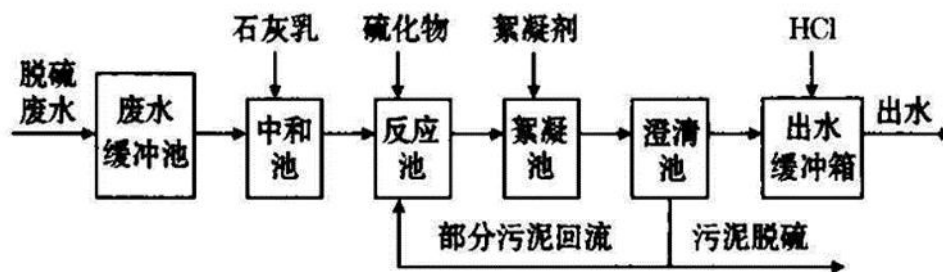 石灰乳
硫化物
絮凝剂
HCl
脱硫
废水
废水
缓冲池
中和
池
反应
池
絮凝
池
澄清
池
出水
缓冲箱
出水
部分污泥回流
污泥脱硫